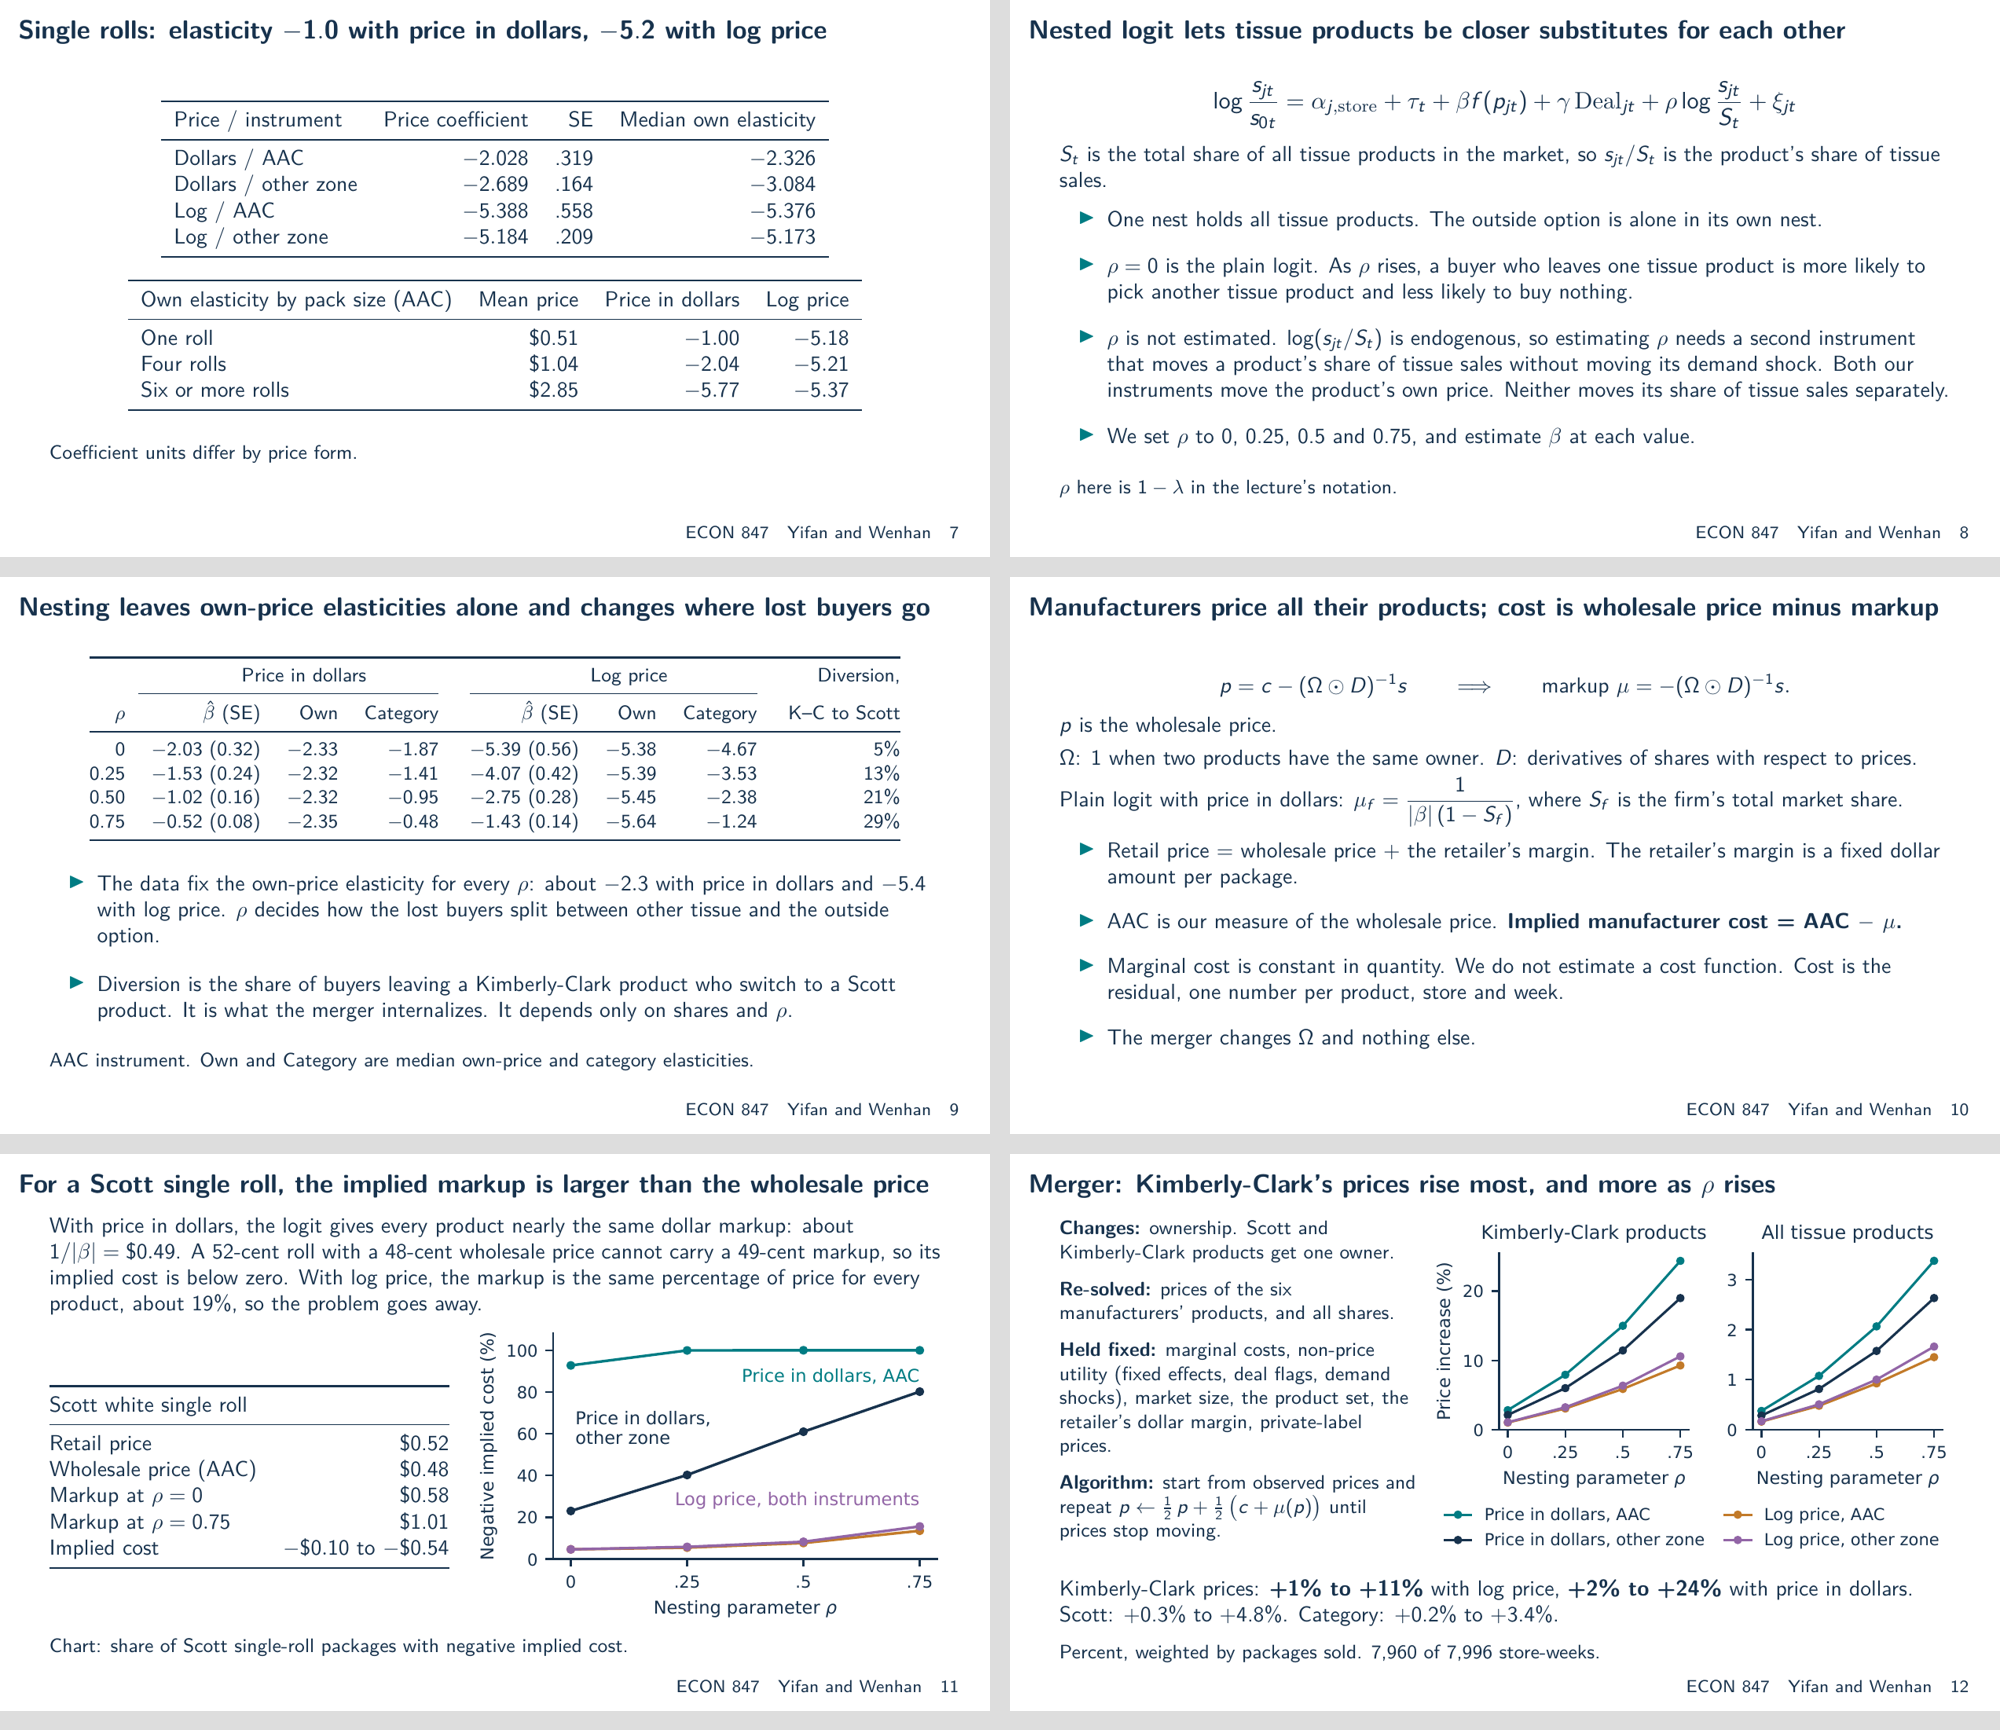 Single rolls: elasticity −1.0 with price in dollars, −5.2 with log price
Price / instrument Price coefficient SE Median own elasticity
Dollars / AAC −2.028 .319 −2.326
Dollars / other zone −2.689 .164 −3.084
Log / AAC −5.388 .558 −5.376
Log / other zone −5.184 .209 −5.173
Own elasticity by pack size (AAC) Mean price Price in dollars Log price
One roll $0.51 −1.00 −5.18
Four rolls $1.04 −2.04 −5.21
Six or more rolls $2.85 −5.77 −5.37
Coefficient units differ by price form.
ECON 847 Yifan and Wenhan 7
Nested logit lets tissue products be closer substitutes for each other
log s_jt/s_0t = α_j,store + τ_t + βf(p_jt) + γ Deal_jt + ρ log s_jt/S_t + ξ_jt
S_t is the total share of all tissue products in the market, so s_jt/S_t is the product's share of tissue
sales.
▶ One nest holds all tissue products. The outside option is alone in its own nest.
▶ ρ = 0 is the plain logit. As ρ rises, a buyer who leaves one tissue product is more likely to
pick another tissue product and less likely to buy nothing.
▶ ρ is not estimated. log(s_jt/S_t) is endogenous, so estimating ρ needs a second instrument
that moves a product's share of tissue sales without moving its demand shock. Both our
instruments move the product's own price. Neither moves its share of tissue sales separately.
▶ We set ρ to 0, 0.25, 0.5 and 0.75, and estimate β at each value.
ρ here is 1 − λ in the lecture's notation.
ECON 847 Yifan and Wenhan 8
Nesting leaves own-price elasticities alone and changes where lost buyers go
Price in dollars Log price Diversion,
ρ β̂ (SE) Own Category β̂ (SE) Own Category K–C to Scott
0 −2.03 (0.32) −2.33 −1.87 −5.39 (0.56) −5.38 −4.67 5%
0.25 −1.53 (0.24) −2.32 −1.41 −4.07 (0.42) −5.39 −3.53 13%
0.50 −1.02 (0.16) −2.32 −0.95 −2.75 (0.28) −5.45 −2.38 21%
0.75 −0.52 (0.08) −2.35 −0.48 −1.43 (0.14) −5.64 −1.24 29%
▶ The data fix the own-price elasticity for every ρ: about −2.3 with price in dollars and −5.4
with log price. ρ decides how the lost buyers split between other tissue and the outside
option.
▶ Diversion is the share of buyers leaving a Kimberly-Clark product who switch to a Scott
product. It is what the merger internalizes. It depends only on shares and ρ.
AAC instrument. Own and Category are median own-price and category elasticities.
ECON 847 Yifan and Wenhan 9
Manufacturers price all their products; cost is wholesale price minus markup
p = c − (Ω ⊙ D)⁻¹s ⟹ markup μ = −(Ω ⊙ D)⁻¹s.
p is the wholesale price.
Ω: 1 when two products have the same owner. D: derivatives of shares with respect to prices.
Plain logit with price in dollars: μ_f = 1/(|β| (1 − S_f)), where S_f is the firm's total market share.
▶ Retail price = wholesale price + the retailer's margin. The retailer's margin is a fixed dollar
amount per package.
▶ AAC is our measure of the wholesale price. Implied manufacturer cost = AAC − μ.
▶ Marginal cost is constant in quantity. We do not estimate a cost function. Cost is the
residual, one number per product, store and week.
▶ The merger changes Ω and nothing else.
ECON 847 Yifan and Wenhan 10
For a Scott single roll, the implied markup is larger than the wholesale price
With price in dollars, the logit gives every product nearly the same dollar markup: about
1/|β| = $0.49. A 52-cent roll with a 48-cent wholesale price cannot carry a 49-cent markup, so its
implied cost is below zero. With log price, the markup is the same percentage of price for every
product, about 19%, so the problem goes away.
Scott white single roll
Retail price $0.52
Wholesale price (AAC) $0.48
Markup at ρ = 0 $0.58
Markup at ρ = 0.75 $1.01
Implied cost −$0.10 to −$0.54
Negative implied cost (%)
100
80
60
40
20
0
Price in dollars, AAC
Price in dollars,
other zone
Log price, both instruments
0 .25 .5 .75
Nesting parameter ρ
Chart: share of Scott single-roll packages with negative implied cost.
ECON 847 Yifan and Wenhan 11
Merger: Kimberly-Clark's prices rise most, and more as ρ rises
Changes: ownership. Scott and
Kimberly-Clark products get one owner.
Re-solved: prices of the six
manufacturers' products, and all shares.
Held fixed: marginal costs, non-price
utility (fixed effects, deal flags, demand
shocks), market size, the product set, the
retailer's dollar margin, private-label
prices.
Algorithm: start from observed prices and
repeat p ← ½ p + ½ (c + μ(p)) until
prices stop moving.
Kimberly-Clark products
Price increase (%)
20
10
0
0 .25 .5 .75
Nesting parameter ρ
All tissue products
3
2
1
0
0 .25 .5 .75
Nesting parameter ρ
Price in dollars, AAC Log price, AAC
Price in dollars, other zone Log price, other zone
Kimberly-Clark prices: +1% to +11% with log price, +2% to +24% with price in dollars.
Scott: +0.3% to +4.8%. Category: +0.2% to +3.4%.
Percent, weighted by packages sold. 7,960 of 7,996 store-weeks.
ECON 847 Yifan and Wenhan 12